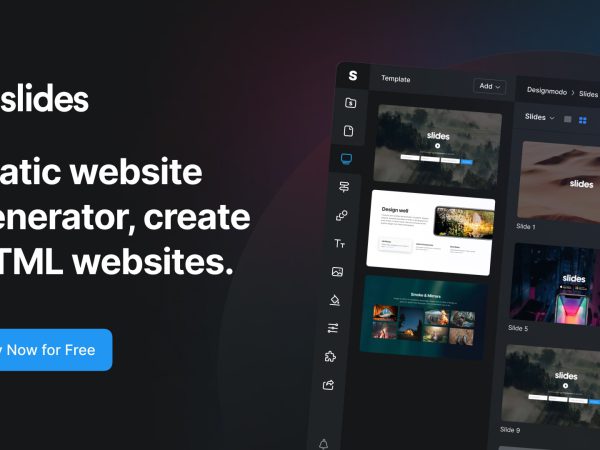 slides
atic website
enerator, create
TML websites.
y Now for Free
S
Template
Add
Designmodo > Slides
Slides
slides
Design well
Smoke & Mirrors
slides
Slide 1
slides
Slide 5
slides
Slide 9